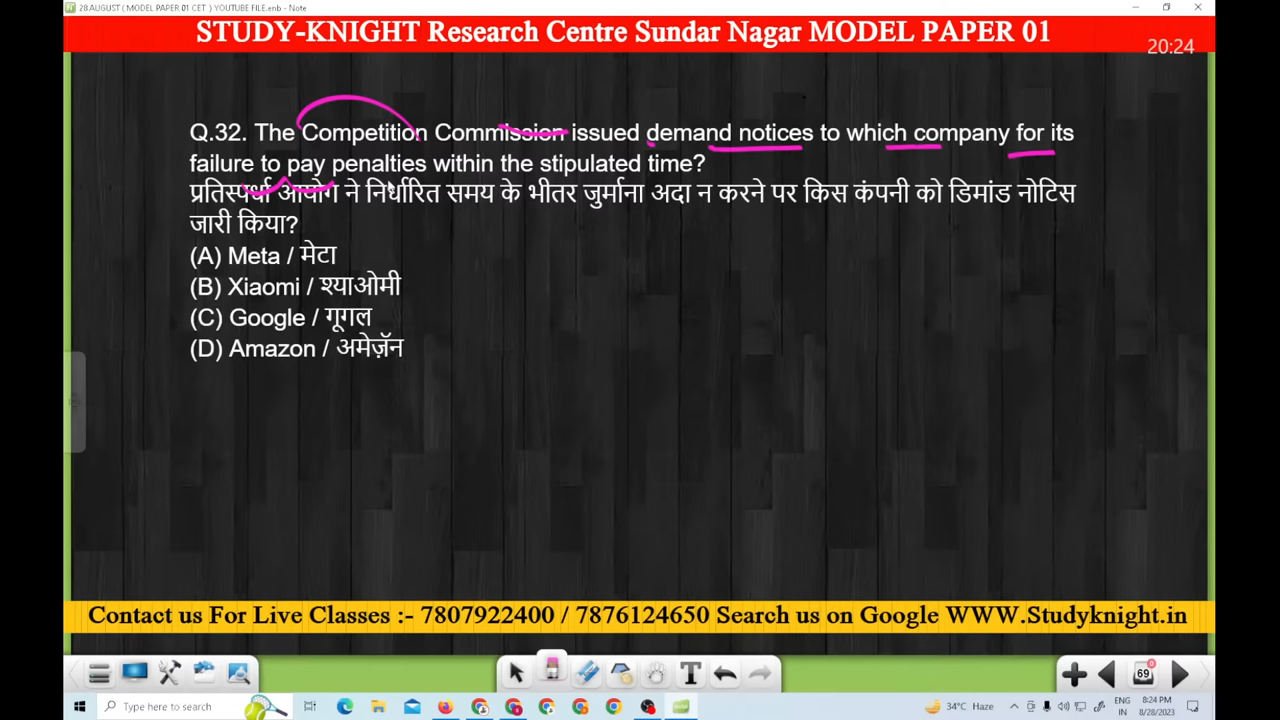 28 AUGUST ( MODEL PAPER 01 CET ) YOUTUBE FILE.enb - Note
STUDY-KNIGHT Research Centre Sundar Nagar MODEL PAPER 01
20:24
Q.32. The Competition Commission issued demand notices to which company for its
failure to pay penalties within the stipulated time?
प्रतिस्पर्धा आयोग ने निर्धारित समय के भीतर जुर्माना अदा न करने पर किस कंपनी को डिमांड नोटिस
जारी किया?
(A) Meta / मेटा
(B) Xiaomi / श्याओमी
(C) Google / गूगल
(D) Amazon / अमेज़ॅन
Contact us For Live Classes :- 7807922400 / 7876124650 Search us on Google WWW.Studyknight.in
69
Type here to search
34°C Haze
ENG
IN
8:24 PM
8/28/2023